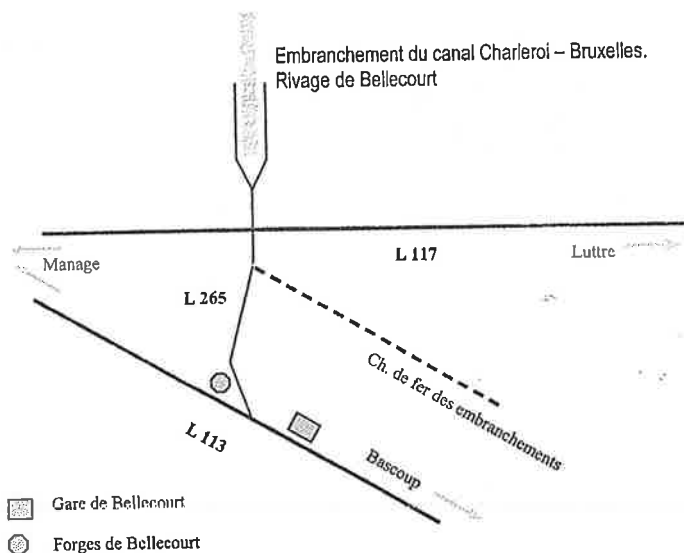 Embranchement du canal Charleroi – Bruxelles.
Rivage de Bellecourt
Manage
L 117
Luttre
L 265
Ch. de fer des embranchements
L 113
Bascoup
Gare de Bellecourt
Forges de Bellecourt